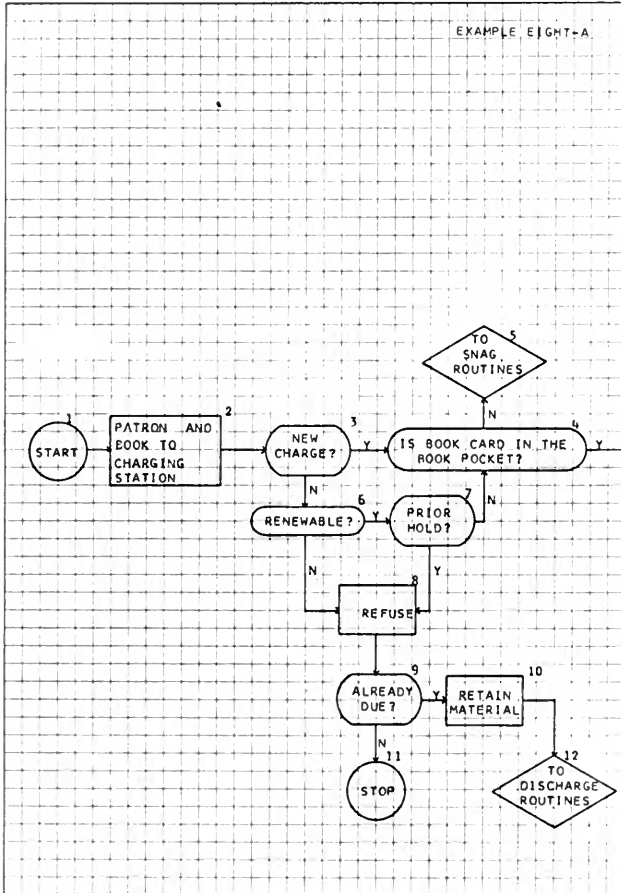 EXAMPLE EIGHT-A
5
TO
SNAG
ROUTINES
N
1
START
2
PATRON AND
BOOK TO
CHARGING
STATION
3
NEW
CHARGE?
Y
4
IS BOOK CARD IN THE
BOOK POCKET?
Y
N
6
RENEWABLE?
Y
7
PRIOR
HOLD?
N
N
Y
8
REFUSE
9
ALREADY
DUE?
Y
10
RETAIN
MATERIAL
N
11
STOP
12
TO
DISCHARGE
ROUTINES